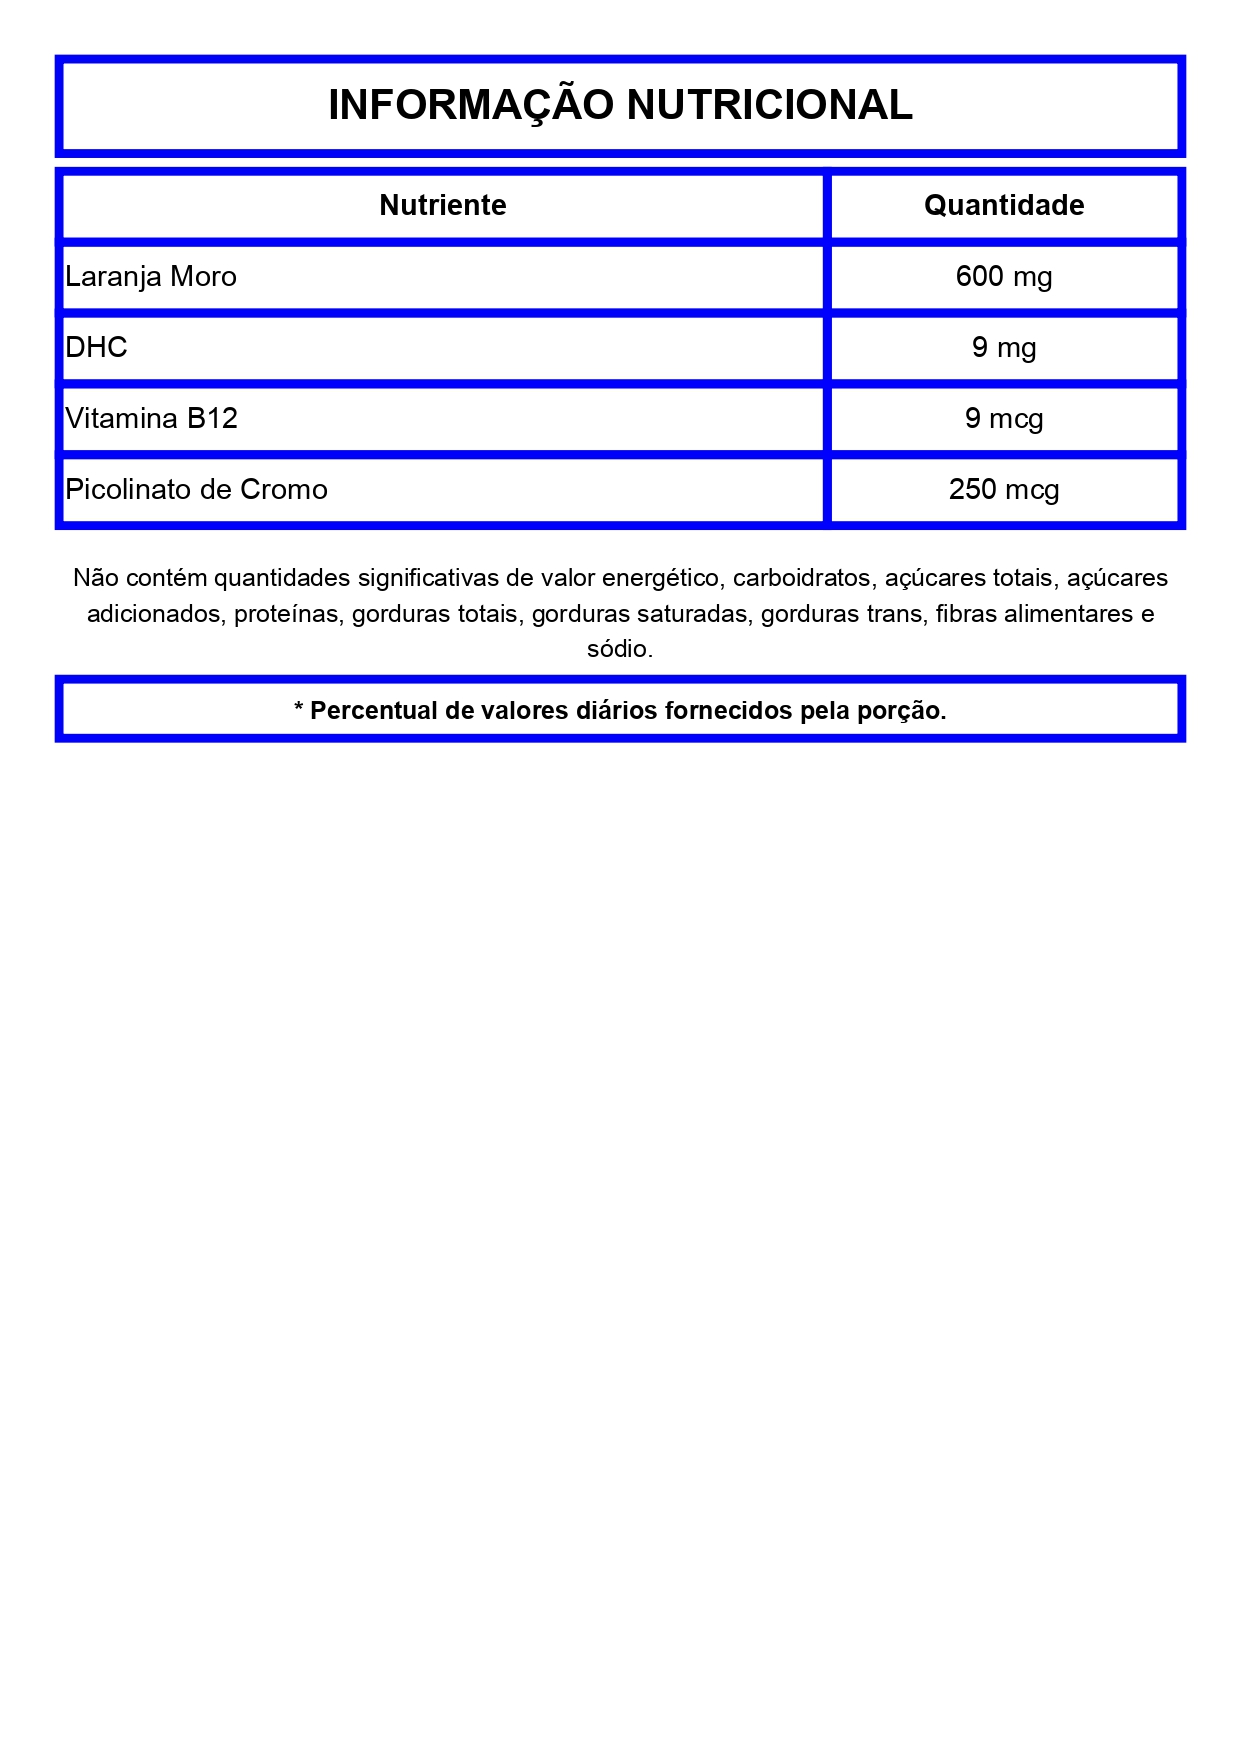 INFORMAÇÃO NUTRICIONAL
Nutriente Quantidade
Laranja Moro 600 mg
DHC 9 mg
Vitamina B12 9 mcg
Picolinato de Cromo 250 mcg
Não contém quantidades significativas de valor energético, carboidratos, açúcares totais, açúcares
adicionados, proteínas, gorduras totais, gorduras saturadas, gorduras trans, fibras alimentares e
sódio.
* Percentual de valores diários fornecidos pela porção.